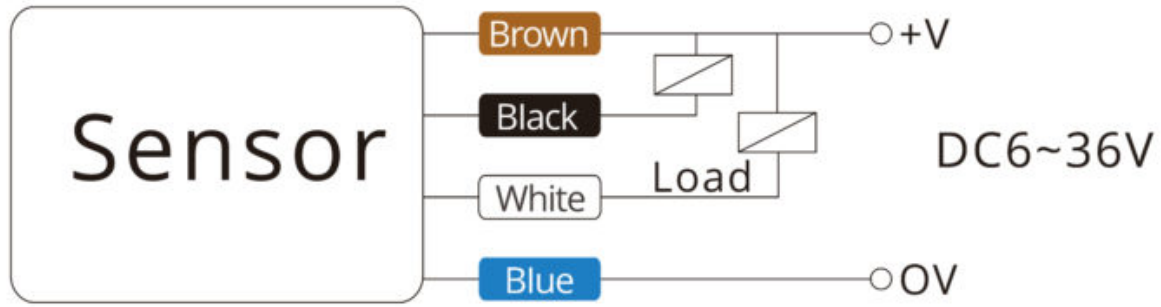 Brown
+V
Sensor
Black
DC6~36V
Load
White
Blue
OV